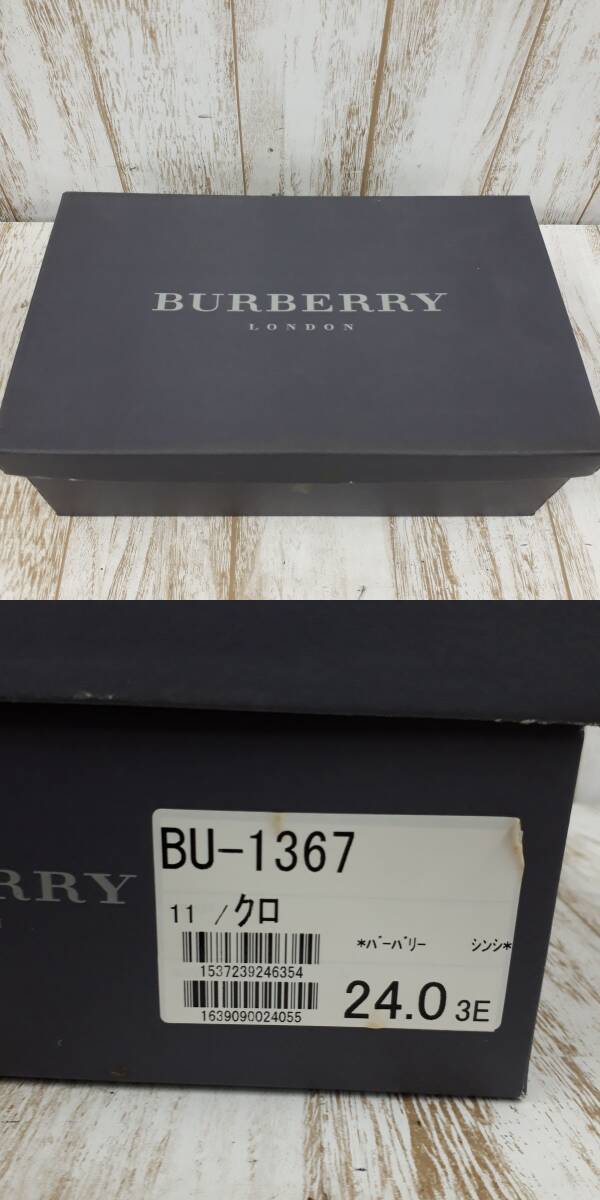 BURBERRY
LONDON
RRY
BU-1367
11 /クロ
*バーバリー シンシ*
1537239246354
1639090024055
24.0 3E